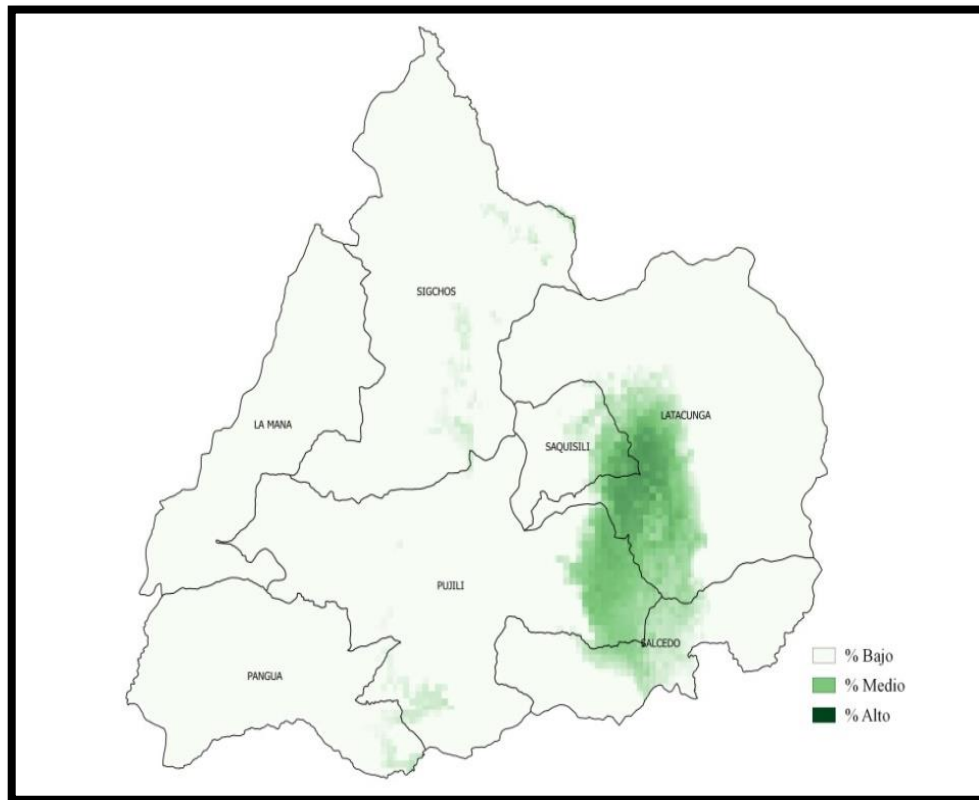 SIGCHOS
LATACUNGA
LA MANA
SAQUISILI
PUJILI
SALCEDO
PANGUA
% Bajo
% Medio
% Alto